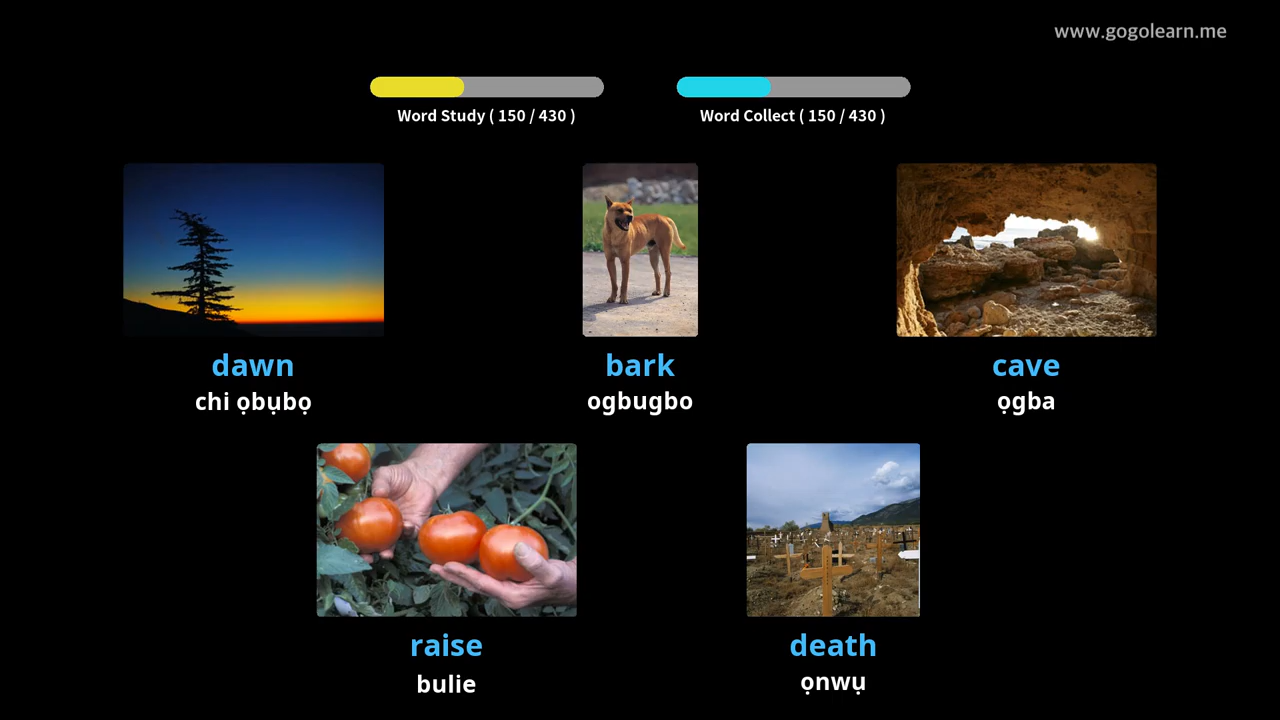 www.gogolearn.me
Word Study ( 150 / 430 )
Word Collect ( 150 / 430 )
dawn
chi ọbụbọ
bark
ogbugbo
cave
ọgba
raise
bulie
death
ọnwụ